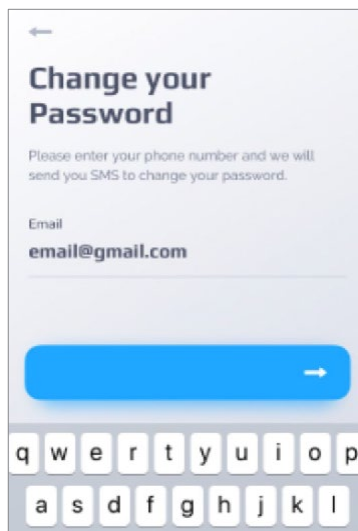 Change your
Password
Please enter your phone number and we will
send you SMS to change your password.
Email
email@gmail.com
q w e r t y u i o p
a s d f g h j k l